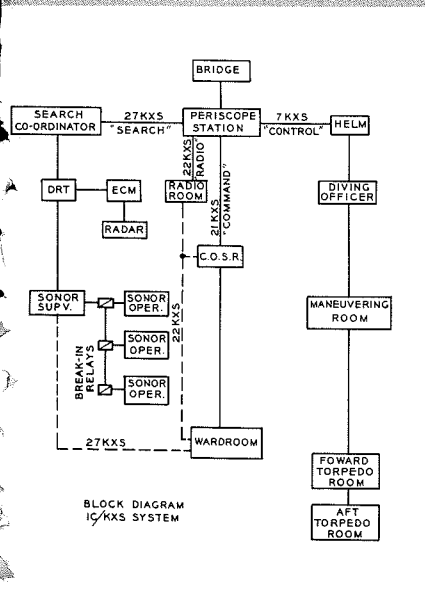 BRIDGE
SEARCH
CO-ORDINATOR
27KXS
"SEARCH"
PERISCOPE
STATION
7KXS
"CONTROL"
HELM
22KXS
"RADIO"
21KXS
"COMMAND"
DRT
ECM
RADIO
ROOM
DIVING
OFFICER
RADAR
C.O.S.R.
SONOR
SUPV.
SONOR
OPER.
SONOR
OPER.
SONOR
OPER.
BREAK-IN
RELAYS
22KXS
MANEUVERING
ROOM
27KXS
WARDROOM
FOWARD
TORPEDO
ROOM
AFT
TORPEDO
ROOM
BLOCK DIAGRAM
IC/KXS SYSTEM